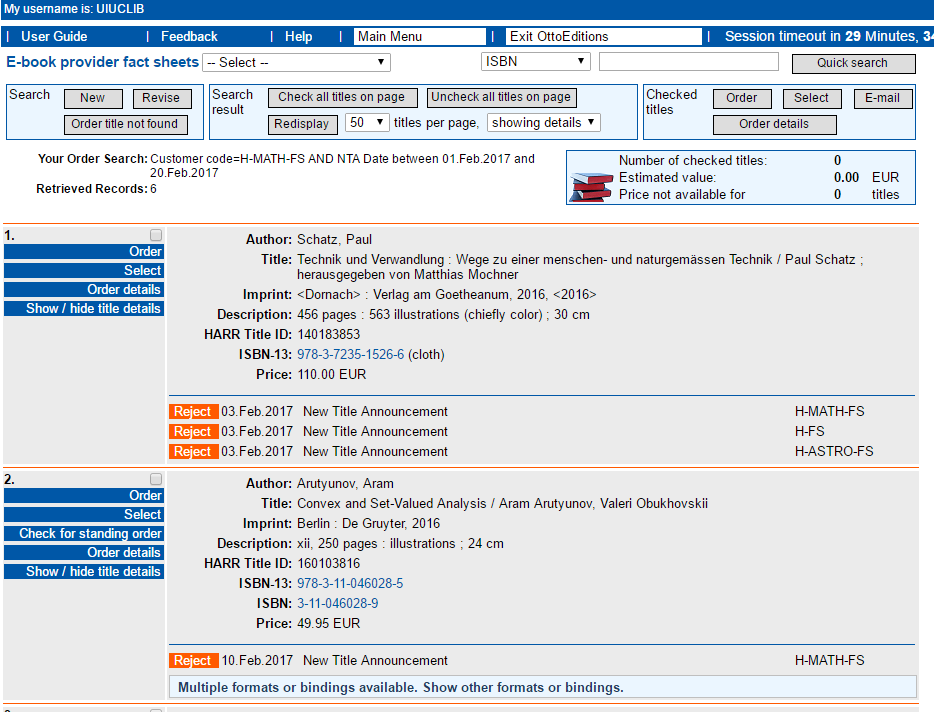 My username is: UIUCLIB
| User Guide | Feedback | Help | Main Menu | Exit OttoEditions | Session timeout in 29 Minutes, 34
E-book provider fact sheets -- Select -- ISBN Quick search
Search New Revise Search result Check all titles on page Uncheck all titles on page Checked titles Order Select E-mail
Order title not found Redisplay 50 titles per page, showing details Order details
Your Order Search: Customer code=H-MATH-FS AND NTA Date between 01.Feb.2017 and
20.Feb.2017
Retrieved Records: 6
Number of checked titles: 0
Estimated value: 0.00 EUR
Price not available for 0 titles
1.
Order
Select
Order details
Show / hide title details
Author: Schatz, Paul
Title: Technik und Verwandlung : Wege zu einer menschen- und naturgemässen Technik / Paul Schatz ;
herausgegeben von Matthias Mochner
Imprint: <Dornach> : Verlag am Goetheanum, 2016, <2016>
Description: 456 pages : 563 illustrations (chiefly color) ; 30 cm
HARR Title ID: 140183853
ISBN-13: 978-3-7235-1526-6 (cloth)
Price: 110.00 EUR
Reject 03.Feb.2017 New Title Announcement H-MATH-FS
Reject 03.Feb.2017 New Title Announcement H-FS
Reject 03.Feb.2017 New Title Announcement H-ASTRO-FS
2.
Order
Select
Check for standing order
Order details
Show / hide title details
Author: Arutyunov, Aram
Title: Convex and Set-Valued Analysis / Aram Arutyunov, Valeri Obukhovskii
Imprint: Berlin : De Gruyter, 2016
Description: xii, 250 pages : illustrations ; 24 cm
HARR Title ID: 160103816
ISBN-13: 978-3-11-046028-5
ISBN: 3-11-046028-9
Price: 49.95 EUR
Reject 10.Feb.2017 New Title Announcement H-MATH-FS
Multiple formats or bindings available. Show other formats or bindings.